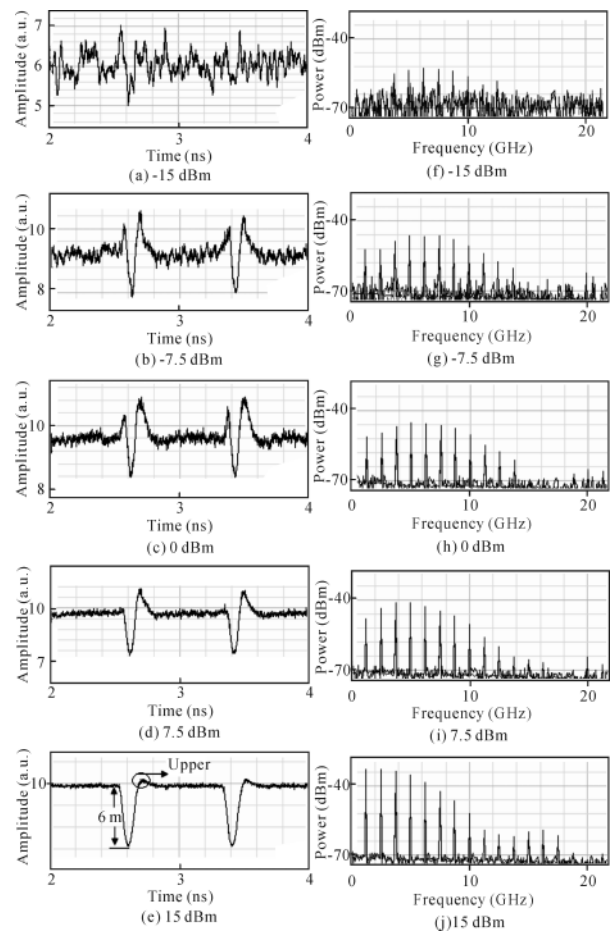 Amplitude (a.u.)
7
6
5
2
3
4
Time (ns)
(a) -15 dBm
Power (dBm)
-40
-70
0
10
20
Frequency (GHz)
(f) -15 dBm
Amplitude (a.u.)
10
8
2
3
4
Time (ns)
(b) -7.5 dBm
Power (dBm)
-40
-70
0
10
20
Frequency (GHz)
(g) -7.5 dBm
Amplitude (a.u.)
10
8
2
3
4
Time (ns)
(c) 0 dBm
Power (dBm)
-40
-70
0
10
20
Frequency (GHz)
(h) 0 dBm
Amplitude (a.u.)
10
7
2
3
4
Time (ns)
(d) 7.5 dBm
Power (dBm)
-40
-70
0
10
20
Frequency (GHz)
(i) 7.5 dBm
Amplitude (a.u.)
10
Upper
6 m
2
3
4
Time (ns)
(e) 15 dBm
Power (dBm)
-40
-70
0
10
20
Frequency (GHz)
(j)15 dBm